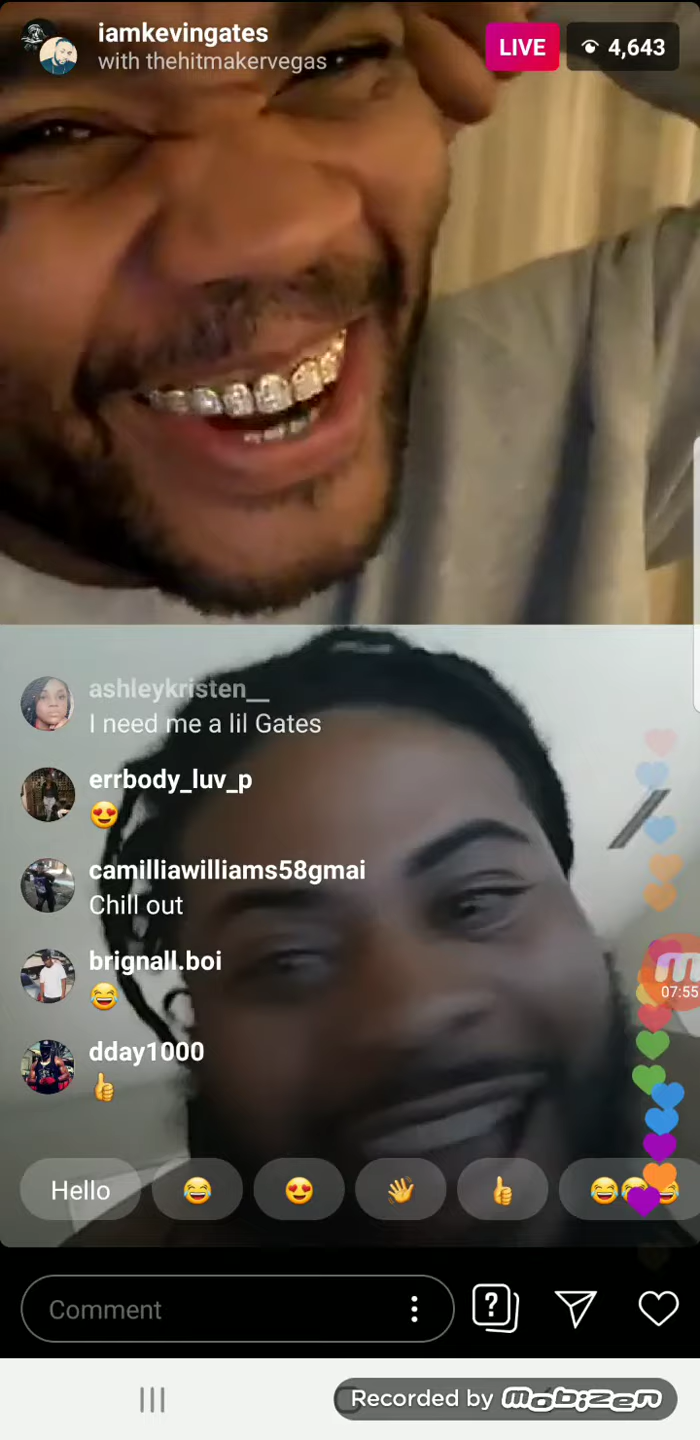 iamkevingates
with thehitmakervegas
LIVE
4,643
ashleykristen__
I need me a lil Gates
errbody_luv_p
😍
camilliawilliams58gmai
Chill out
brignall.boi
😂
dday1000
👍
07:55
Hello 😂 😍 👋 👍 😂😂😂
Comment
Recorded by mobizen